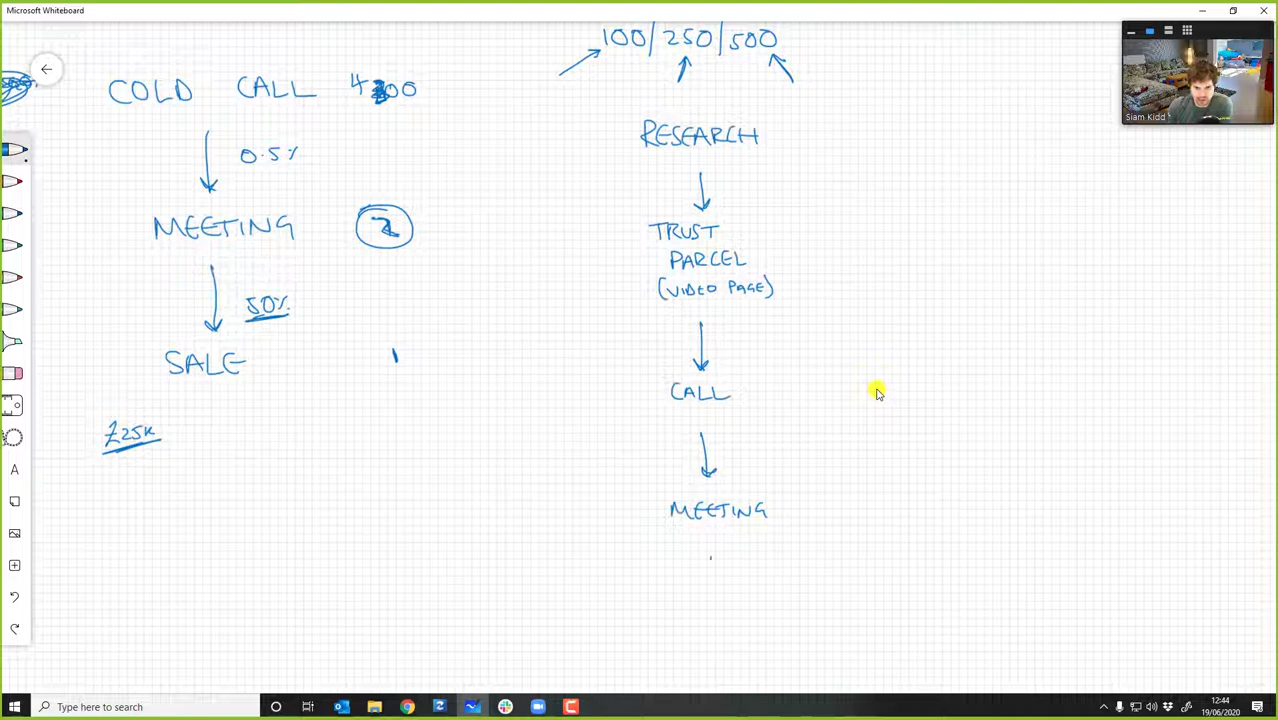 Microsoft Whiteboard
Siam Kidd
COLD CALL 400
0.5%
MEETING 2
50%
SALE 1
£25K
100/250/500
RESEARCH
TRUST
PARCEL
(VIDEO PAGE)
CALL
MEETING
A
Type here to search
12:44
19/06/2020